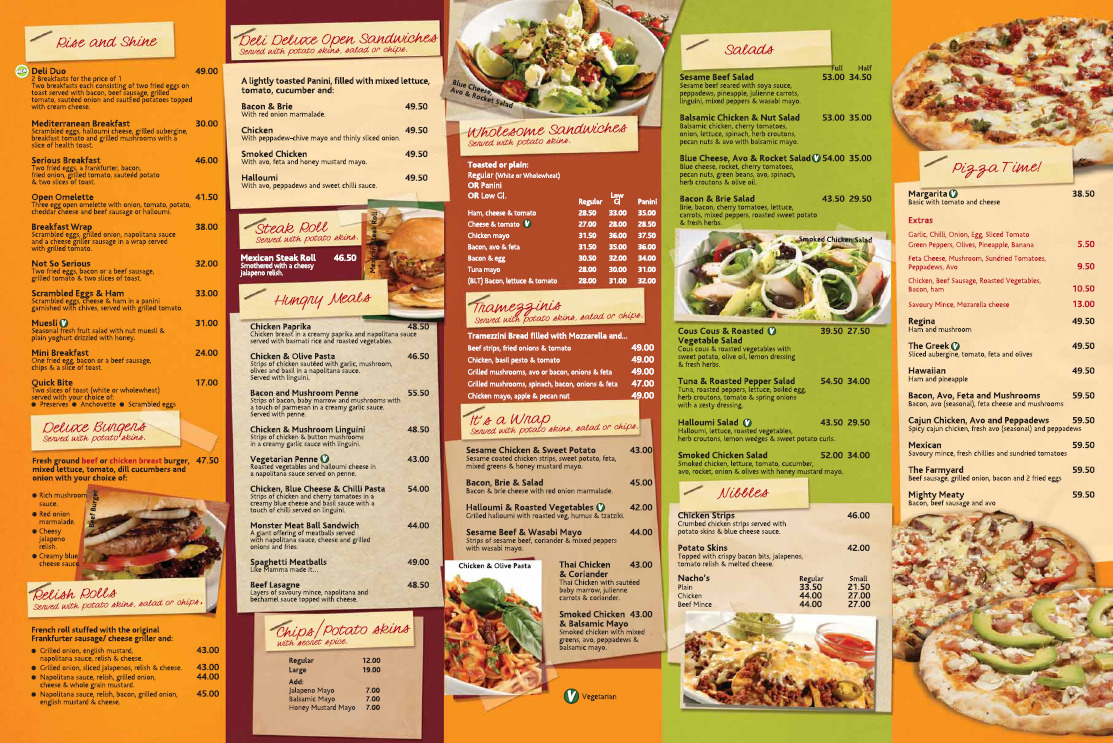 Rise and Shine
Deli Duo 49.00
2 Breakfasts for the price of 1
Two breakfasts each consisting of two fried eggs on
toast served with bacon, beef sausage, grilled
tomato, sautéed onion and sautéed potatoes topped
with cream cheese.
Mediterranean Breakfast 30.00
Scrambled eggs, halloumi cheese, grilled aubergine,
breakfast tomato and grilled mushrooms with a
slice of health toast.
Serious Breakfast 46.00
Two fried eggs, a frankfurter, bacon,
fried onion, grilled tomato, sauteéd potato
& two slices of toast.
Open Omelette 41.50
Three egg open omelette with onion, tomato, potato,
cheddar cheese and beef sausage or halloumi.
Breakfast Wrap 38.00
Scrambled eggs, grilled onion, napolitana sauce
and a cheese griller sausage in a wrap served
with grilled tomato.
Not So Serious 32.00
Two fried eggs, bacon or a beef sausage,
grilled tomato & two slices of toast.
Scrambled Eggs & Ham 33.00
Scrambled eggs, cheese & ham in a panini
garnished with chives, served with grilled tomato.
Muesli V 31.00
Seasonal fresh fruit salad with nut muesli &
plain yoghurt drizzled with honey.
Mini Breakfast 24.00
One fried egg, bacon or a beef sausage,
chips & a slice of toast.
Quick Bite 17.00
Two slices of toast (white or wholewheat)
served with your choice of:
● Preserves ● Anchovette ● Scrambled eggs
Deluxe Burgers
Served with potato skins.
Fresh ground beef or chicken breast burger, 47.50
mixed lettuce, tomato, dill cucumbers and
onion with your choice of:
● Rich mushroom
sauce.
● Red onion
marmalade.
● Cheesy
jalapeno
relish.
● Creamy blue
cheese sauce.
Beef Burger
Relish Rolls
Served with potato skins, salad or chips.
French roll stuffed with the original
Frankfurter sausage/ cheese griller and:
● Grilled onion, english mustard, 43.00
napolitana sauce, relish & cheese.
● Grilled onion, sliced jalapenos, relish & cheese. 43.00
● Napolitana sauce, relish, grilled onion, 44.00
cheese & whole grain mustard.
● Napolitana sauce, relish, bacon, grilled onion, 45.00
english mustard & cheese.
Deli Deluxe Open Sandwiches
Served with potato skins, salad or chips.
A lightly toasted Panini, filled with mixed lettuce,
tomato, cucumber and:
Bacon & Brie 49.50
With red onion marmalade.
Chicken 49.50
With peppadew-chive mayo and thinly sliced onion.
Smoked Chicken 49.50
With avo, feta and honey mustard mayo.
Halloumi 49.50
With avo, peppadews and sweet chilli sauce.
Steak Roll
Served with potato skins.
Mexican Steak Roll 46.50
Smothered with a cheesy
jalapeno relish.
Mexican Steak Roll
Hungry Meals
Chicken Paprika 48.50
Chicken breast in a creamy paprika and napolitana sauce
served with basmati rice and roasted vegetables.
Chicken & Olive Pasta 46.50
Strips of chicken sautéed with garlic, mushroom,
olives and basil in a napolitana sauce.
Served with linguini.
Bacon and Mushroom Penne 55.50
Strips of bacon, baby marrow and mushrooms with
a touch of parmesan in a creamy garlic sauce.
Served with penne.
Chicken & Mushroom Linguini 48.50
Strips of chicken & button mushrooms
in a creamy garlic sauce with linguini.
Vegetarian Penne V 43.00
Roasted vegetables and halloumi cheese in
a napolitana sauce served on penne.
Chicken, Blue Cheese & Chilli Pasta 54.00
Strips of chicken and cherry tomatoes in a
creamy blue cheese and basil sauce with a
touch of chilli served on linguini.
Monster Meat Ball Sandwich 44.00
A giant offering of meatballs served
with napolitana sauce, cheese and grilled
onions and fries.
Spaghetti Meatballs 49.00
Like Mamma made it...
Beef Lasagne 48.50
Layers of savoury mince, napolitana and
bechamel sauce topped with cheese.
Chips/Potato skins
with secret spice.
Regular 12.00
Large 19.00
Add:
Jalapeno Mayo 7.00
Balsamic Mayo 7.00
Honey Mustard Mayo 7.00
Blue Cheese,
Avo & Rocket Salad
Wholesome Sandwiches
Served with potato skins.
Toasted or plain:
Regular (White or Wholewheat)
OR Panini
OR Low GI.
Regular Low GI Panini
Ham, cheese & tomato 28.50 33.00 35.00
Cheese & tomato V 27.00 28.00 28.50
Chicken mayo 31.50 36.00 37.50
Bacon, avo & feta 31.50 35.00 36.00
Bacon & egg 30.50 32.00 34.00
Tuna mayo 28.00 30.00 31.00
(BLT) Bacon, lettuce & tomato 28.00 31.00 32.00
Tramezzinis
Served with potato skins, salad or chips.
Tramezzini Bread filled with Mozzarella and...
Beef strips, fried onions & tomato 49.00
Chicken, basil pesto & tomato 49.00
Grilled mushrooms, avo or bacon, onions & feta 49.00
Grilled mushrooms, spinach, bacon, onions & feta 47.00
Chicken mayo, apple & pecan nut 49.00
It's a Wrap
Served with potato skins, salad or chips.
Sesame Chicken & Sweet Potato 43.00
Sesame coated chicken strips, sweet potato, feta,
mixed greens & honey mustard mayo.
Bacon, Brie & Salad 45.00
Bacon & brie cheese with red onion marmalade.
Halloumi & Roasted Vegetables V 42.00
Grilled halloumi with roasted veg, humus & tzatziki.
Sesame Beef & Wasabi Mayo 44.00
Strips of sesame beef, coriander & mixed peppers
with wasabi mayo.
Chicken & Olive Pasta
Thai Chicken 43.00
& Coriander
Thai Chicken with sautéed
baby marrow, julienne
carrots & coriander.
Smoked Chicken 43.00
& Balsamic Mayo
Smoked chicken with mixed
greens, avo, peppadews &
balsamic mayo.
V Vegetarian
Salads
Full Half
Sesame Beef Salad 53.00 34.50
Sesame beef seared with soya sauce,
peppadews, pineapple, julienne carrots,
linguini, mixed peppers & wasabi mayo.
Balsamic Chicken & Nut Salad 53.00 35.00
Balsamic chicken, cherry tomatoes,
onion, lettuce, spinach, herb croutons,
pecan nuts & avo with balsamic mayo.
Blue Cheese, Avo & Rocket Salad V 54.00 35.00
Blue cheese, rocket, cherry tomatoes,
pecan nuts, green beans, avo, spinach,
herb croutons & olive oil.
Bacon & Brie Salad 43.50 29.50
Brie, bacon, cherry tomatoes, lettuce,
carrots, mixed peppers, roasted sweet potato
& fresh herbs.
Smoked Chicken Salad
Cous Cous & Roasted V 39.50 27.50
Vegetable Salad
Cous cous & roasted vegetables with
sweet potato, olive oil, lemon dressing
& fresh herbs.
Tuna & Roasted Pepper Salad 54.50 34.00
Tuna, roasted peppers, lettuce, boiled egg,
herb croutons, tomato & spring onions
with a zesty dressing.
Halloumi Salad V 43.50 29.50
Halloumi, lettuce, roasted vegetables,
herb croutons, lemon wedges & sweet potato curls.
Smoked Chicken Salad 52.00 34.00
Smoked chicken, lettuce, tomato, cucumber,
avo, rocket, onion & olives with honey mustard mayo.
Nibbles
Chicken Strips 46.00
Crumbed chicken strips served with
potato skins & blue cheese sauce.
Potato Skins 42.00
Topped with crispy bacon bits, jalapenos,
tomato relish & melted cheese.
Nacho's Regular Small
Plain 33.50 21.50
Chicken 44.00 27.00
Beef Mince 44.00 27.00
Pizza Time!
Margarita V 38.50
Basic with tomato and cheese
Extras
Garlic, Chilli, Onion, Egg, Sliced Tomato
Green Peppers, Olives, Pineapple, Banana 5.50
Feta Cheese, Mushroom, Sundried Tomatoes,
Peppadews, Avo 9.50
Chicken, Beef Sausage, Roasted Vegetables,
Bacon, ham 10.50
Savoury Mince, Mozarella cheese 13.00
Regina 49.50
Ham and mushroom
The Greek V 49.50
Sliced aubergine, tomato, feta and olives
Hawaiian 49.50
Ham and pineapple
Bacon, Avo, Feta and Mushrooms 59.50
Bacon, avo (seasonal), feta cheese and mushrooms
Cajun Chicken, Avo and Peppadews 59.50
Spicy cajun chicken, fresh avo (seasonal) and peppadews
Mexican 59.50
Savoury mince, fresh chillies and sundried tomatoes
The Farmyard 59.50
Beef sausage, grilled onion, bacon and 2 fried eggs
Mighty Meaty 59.50
Bacon, beef sausage and avo